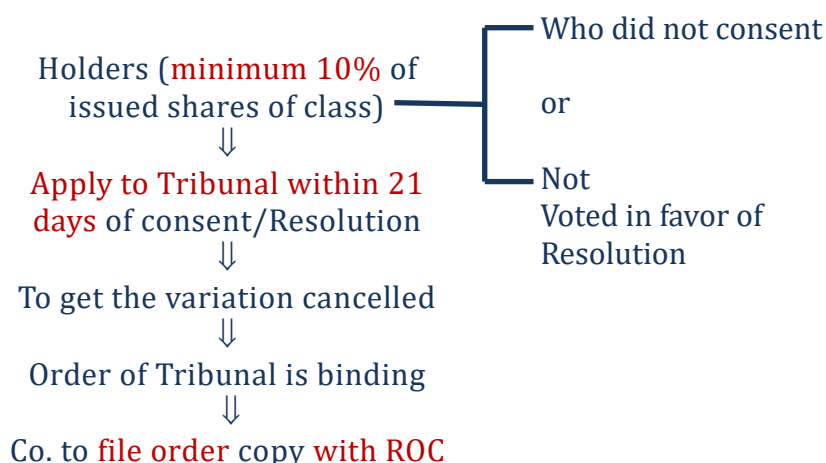 Holders (minimum 10% of
issued shares of class)
⇓
Apply to Tribunal within 21
days of consent/Resolution
⇓
To get the variation cancelled
⇓
Order of Tribunal is binding
⇓
Co. to file order copy with ROC
Who did not consent
or
Not
Voted in favor of
Resolution